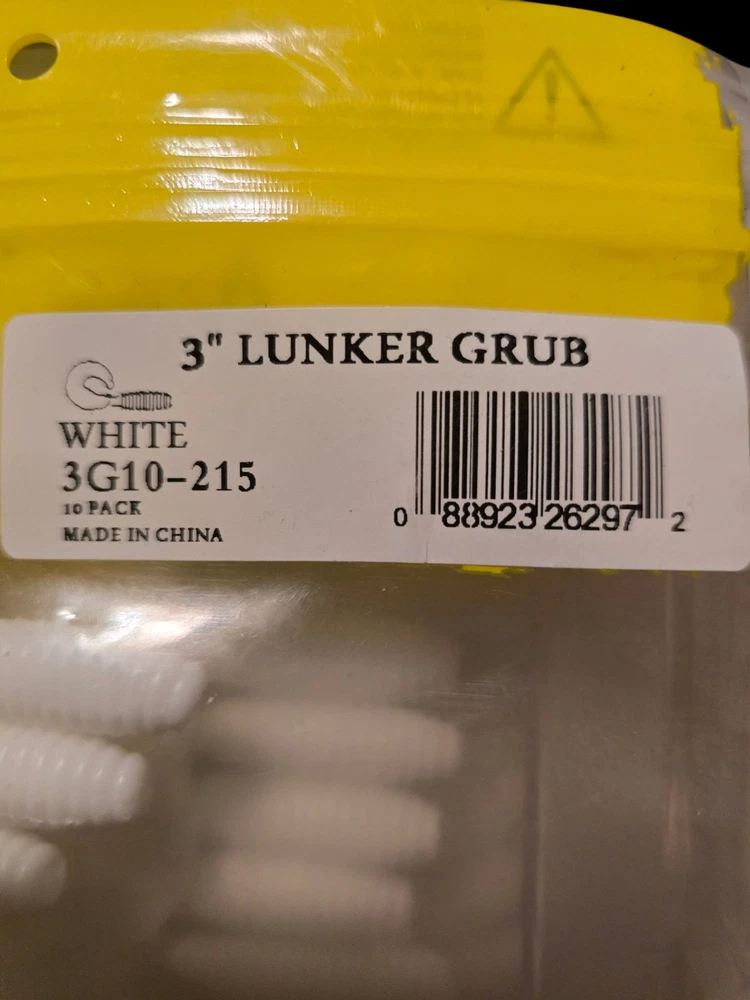 3" LUNKER GRUB
WHITE
3G10-215
10 PACK
MADE IN CHINA
0 88923 26297 2